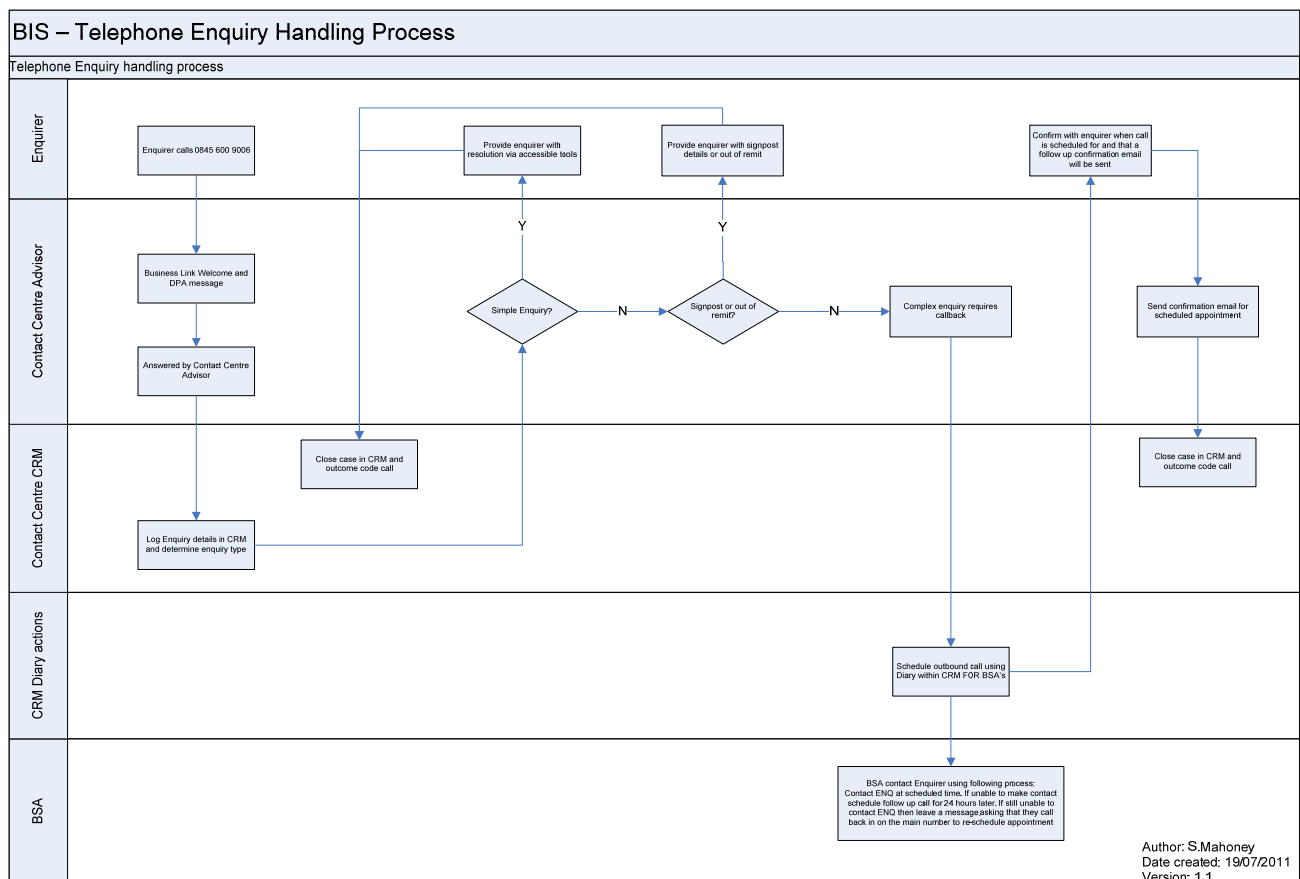 BIS – Telephone Enquiry Handling Process
Telephone Enquiry handling process
Enquirer
Enquirer calls 0845 600 9006
Provide enquirer with
resolution via accessible tools
Provide enquirer with signpost
details or out of remit
Confirm with enquirer when call
is scheduled for and that a
follow up confirmation email
will be sent
Contact Centre Advisor
Y
Y
Business Link Welcome and
DPA message
Simple Enquiry?
N
Signpost or out of
remit?
N
Complex enquiry requires
callback
Send confirmation email for
scheduled appointment
Answered by Contact Centre
Advisor
Contact Centre CRM
Close case in CRM and
outcome code call
Close case in CRM and
outcome code call
Log Enquiry details in CRM
and determine enquiry type
CRM Diary actions
Schedule outbound call using
Diary within CRM FOR BSA's
BSA
BSA contact Enquirer using following process:
Contact ENQ at scheduled time. If unable to make contact
schedule follow up call for 24 hours later. If still unable to
contact ENQ then leave a message,asking that they call
back in on the main number to re-schedule appointment
Author: S.Mahoney
Date created: 19/07/2011
Version: 1.1